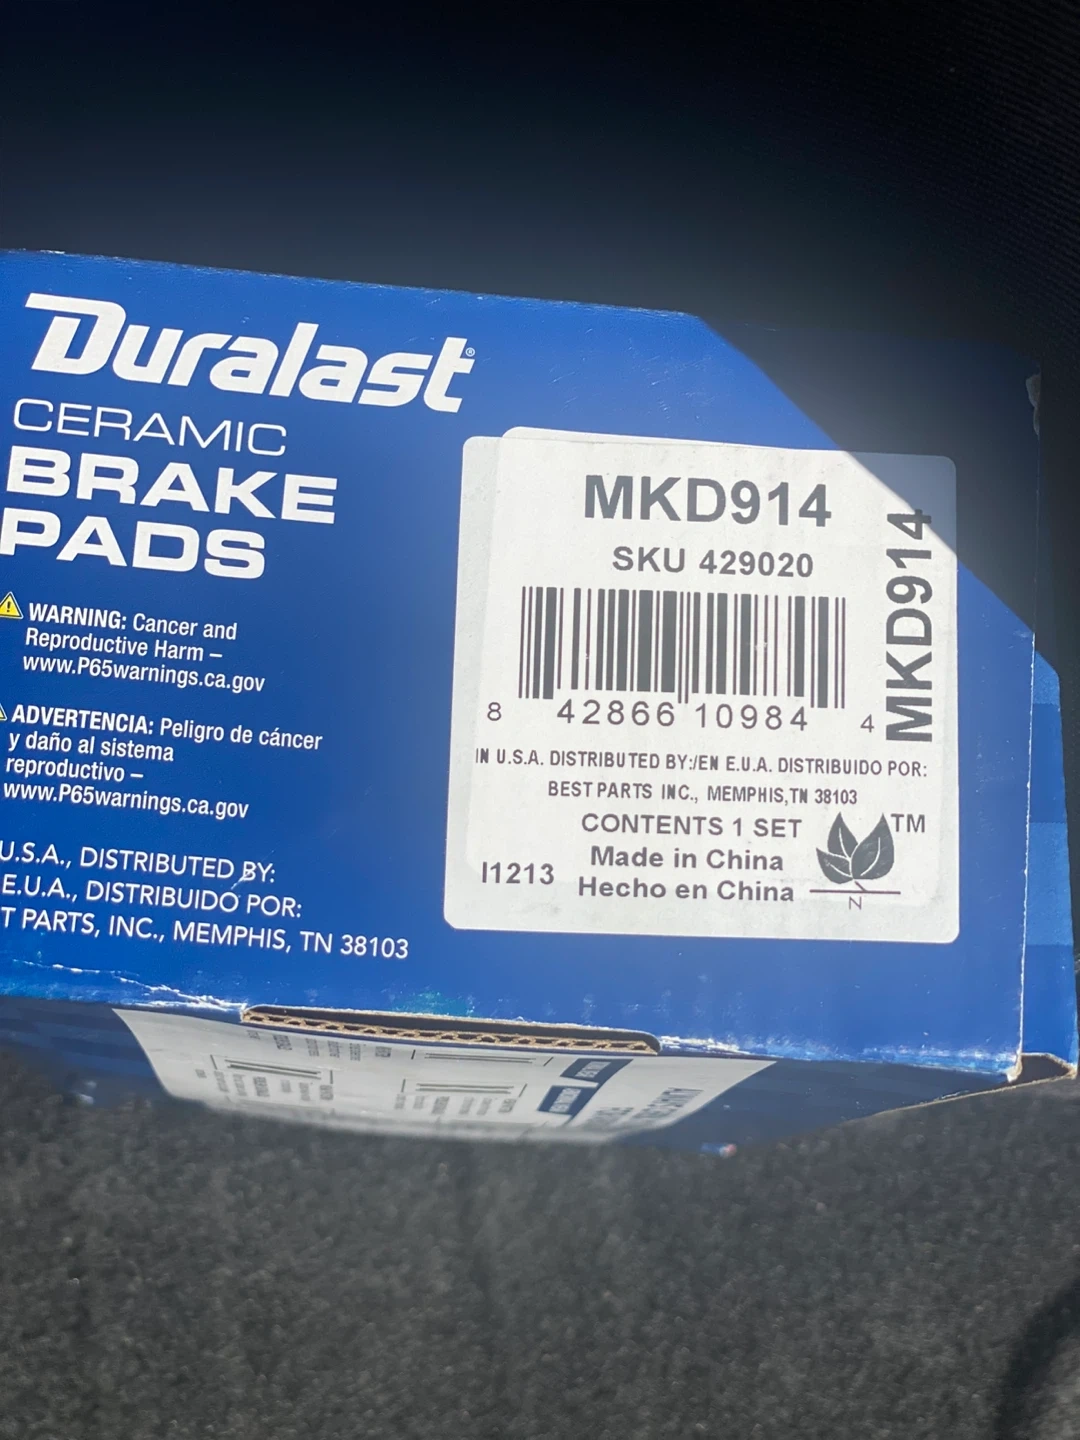 Duralast®
CERAMIC
BRAKE
PADS
WARNING: Cancer and
Reproductive Harm –
www.P65warnings.ca.gov
ADVERTENCIA: Peligro de cáncer
y daño al sistema
reproductivo –
www.P65warnings.ca.gov
U.S.A., DISTRIBUTED BY:
E.U.A., DISTRIBUIDO POR:
T PARTS, INC., MEMPHIS, TN 38103
MKD914
SKU 429020
8 42866 10984 4
MKD914
IN U.S.A. DISTRIBUTED BY:/EN E.U.A. DISTRIBUIDO POR:
BEST PARTS INC., MEMPHIS,TN 38103
CONTENTS 1 SET
Made in China
Hecho en China
I1213
TM
N